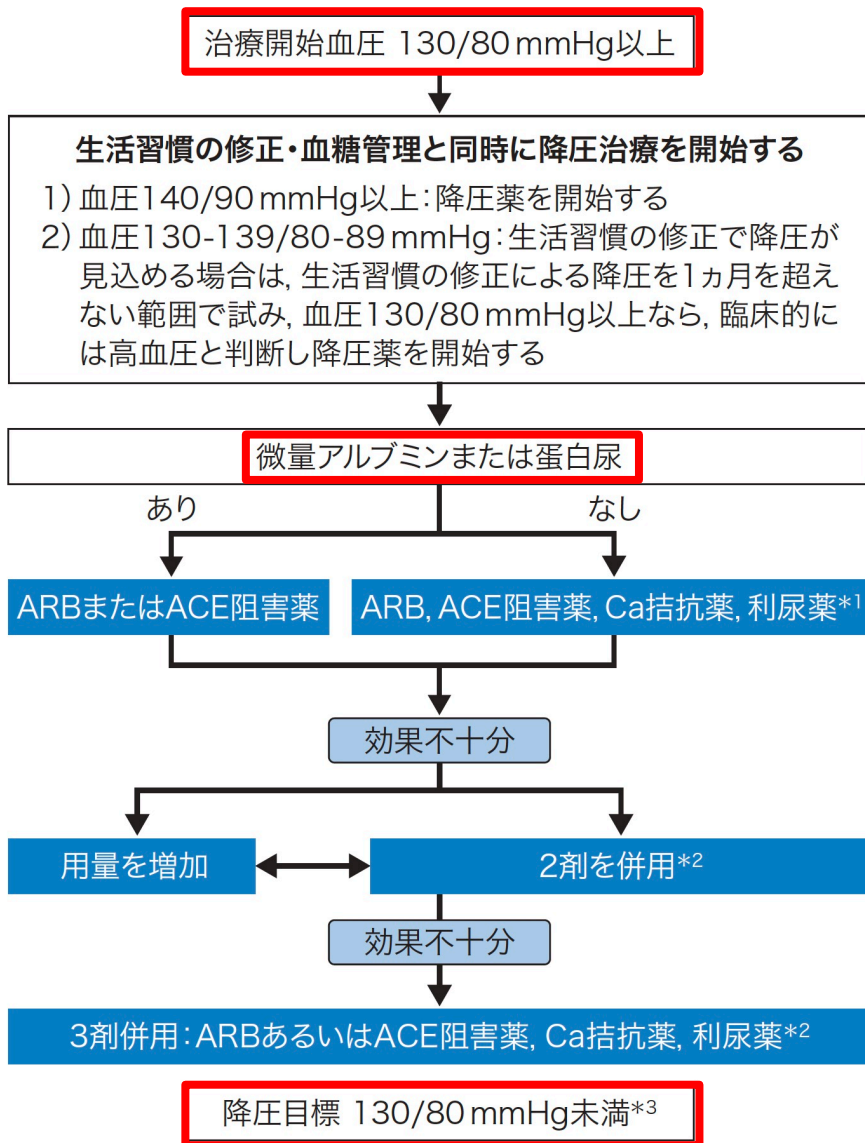 治療開始血圧 130/80 mmHg以上
生活習慣の修正・血糖管理と同時に降圧治療を開始する
1) 血圧140/90 mmHg以上:降圧薬を開始する
2) 血圧130-139/80-89 mmHg:生活習慣の修正で降圧が
見込める場合は, 生活習慣の修正による降圧を1ヵ月を超え
ない範囲で試み, 血圧130/80 mmHg以上なら, 臨床的に
は高血圧と判断し降圧薬を開始する
微量アルブミンまたは蛋白尿
あり
なし
ARBまたはACE阻害薬
ARB, ACE阻害薬, Ca拮抗薬, 利尿薬*1
効果不十分
用量を増加
2剤を併用*2
効果不十分
3剤併用:ARBあるいはACE阻害薬, Ca拮抗薬, 利尿薬*2
降圧目標 130/80 mmHg未満*3